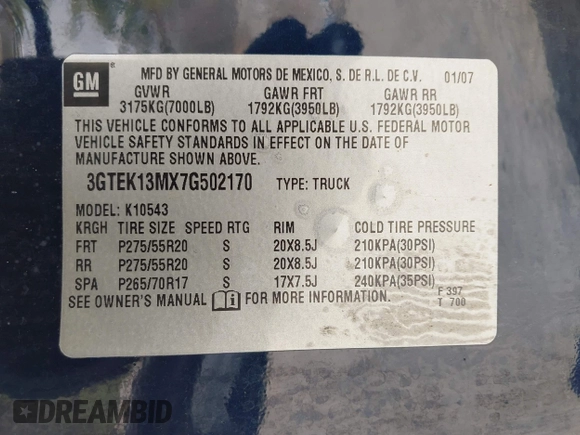 GM ® MFD BY GENERAL MOTORS DE MEXICO, S. DE R.L. DE C.V. 01/07
GVWR GAWR FRT GAWR RR
3175KG(7000LB) 1792KG(3950LB) 1792KG(3950LB)
THIS VEHICLE CONFORMS TO ALL APPLICABLE U.S. FEDERAL MOTOR
VEHICLE SAFETY STANDARDS IN EFFECT ON THE DATE OF
MANUFACTURE SHOWN ABOVE.
3GTEK13MX7G502170 TYPE: TRUCK
MODEL: K10543
KRGH TIRE SIZE SPEED RTG RIM COLD TIRE PRESSURE
FRT P275/55R20 S 20X8.5J 210KPA(30PSI)
RR P275/55R20 S 20X8.5J 210KPA(30PSI)
SPA P265/70R17 S 17X7.5J 240KPA(35PSI)
SEE OWNER'S MANUAL i FOR MORE INFORMATION.
F 397
T 700
DREAMBID